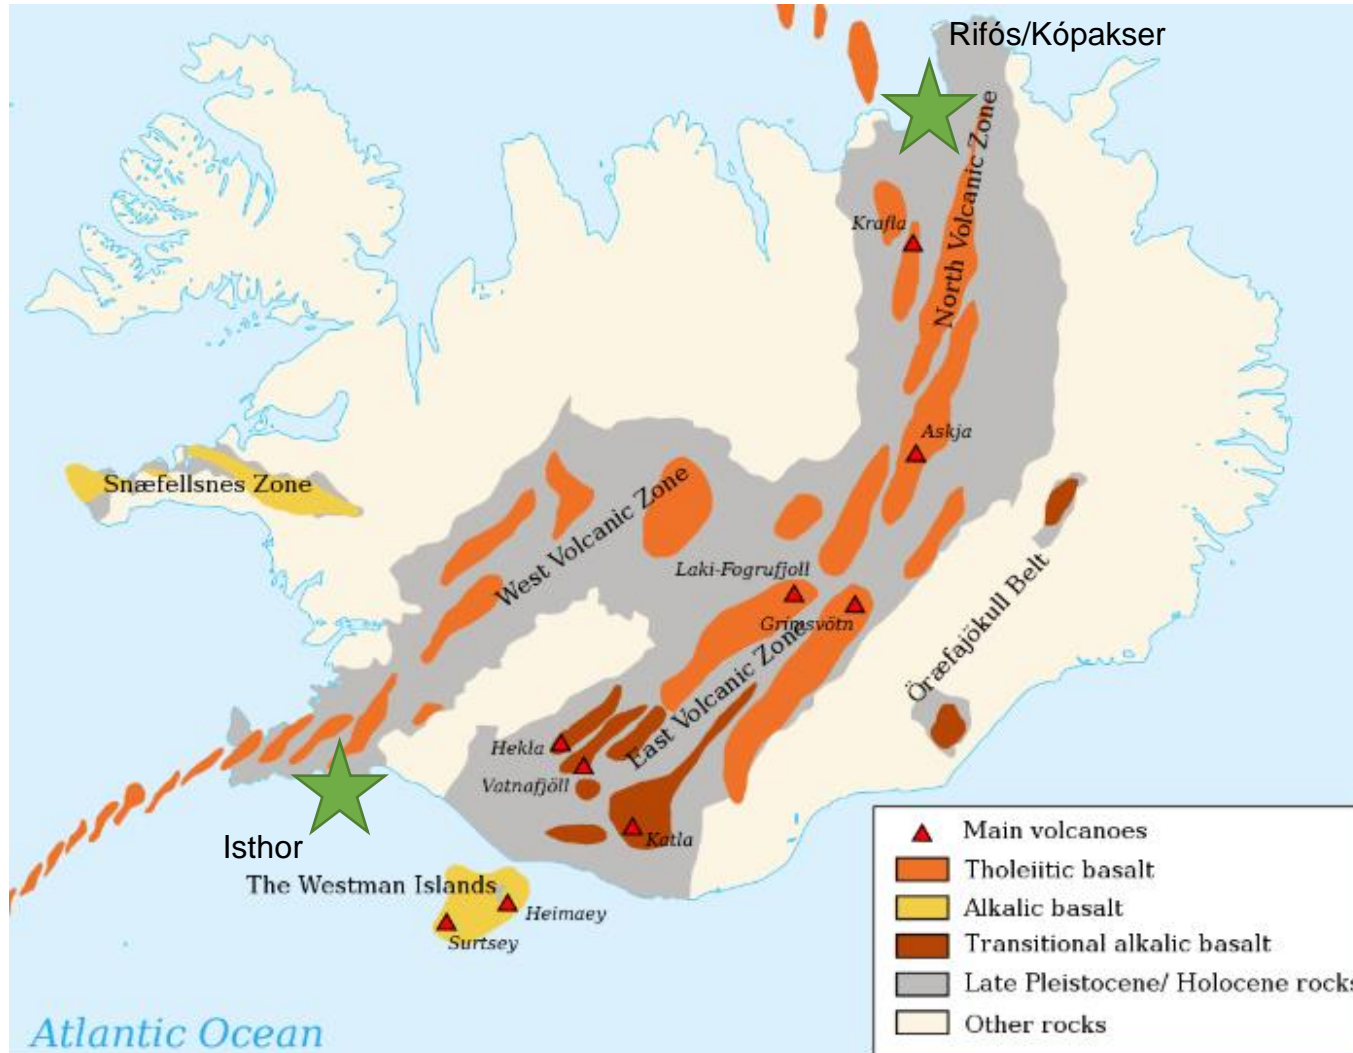 Rifós/Kópakser
Krafla
North Volcanic Zone
Askja
Snæfellsnes Zone
West Volcanic Zone
Laki-Fogrufjoll
Grimsvötn
Öræfajökull Belt
East Volcanic Zone
Hekla
Vatnafjöll
Katla
Isthor
The Westman Islands
Heimaey
Surtsey
Main volcanoes
Tholeiitic basalt
Alkalic basalt
Transitional alkalic basalt
Late Pleistocene/ Holocene rocks
Other rocks
Atlantic Ocean